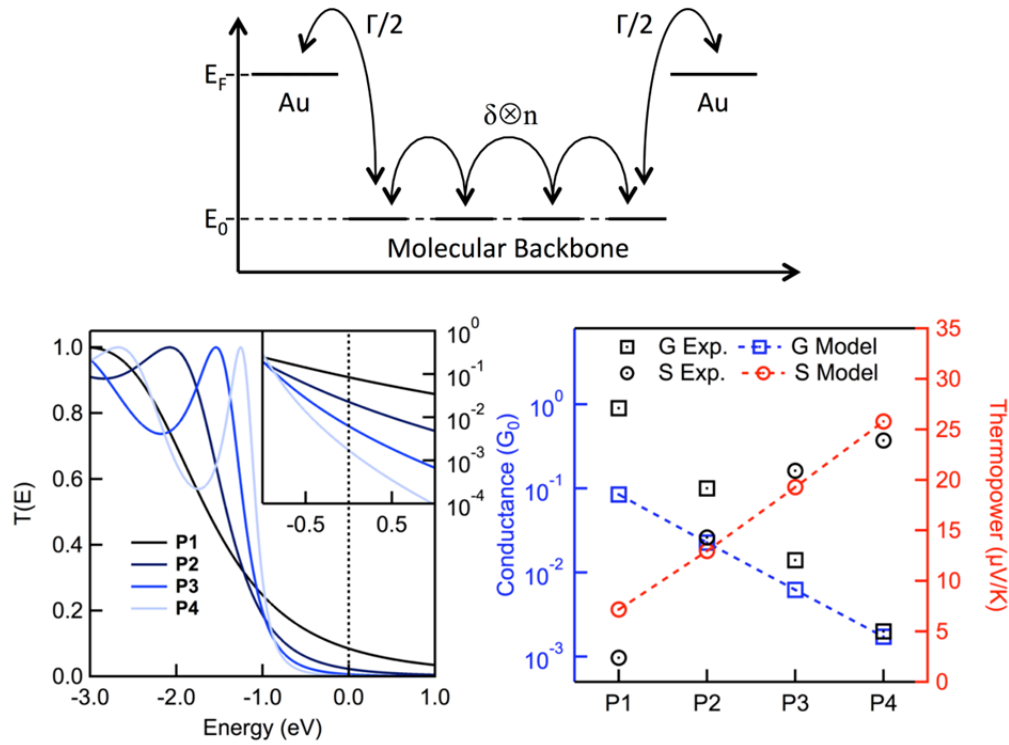 Γ/2 Γ/2
E_F
Au Au
δ⊗n
E_0
Molecular Backbone
T(E)
1.0
0.8
0.6
0.4
0.2
0.0
P1
P2
P3
P4
10^0
10^-1
10^-2
10^-3
10^-4
-0.5 0.5
-3.0 -2.0 -1.0 0.0 1.0
Energy (eV)
Conductance (G_0)
10^0
10^-1
10^-2
10^-3
G Exp. G Model
S Exp. S Model
35
30
25
20
15
10
5
0
Thermopower (μV/K)
P1 P2 P3 P4